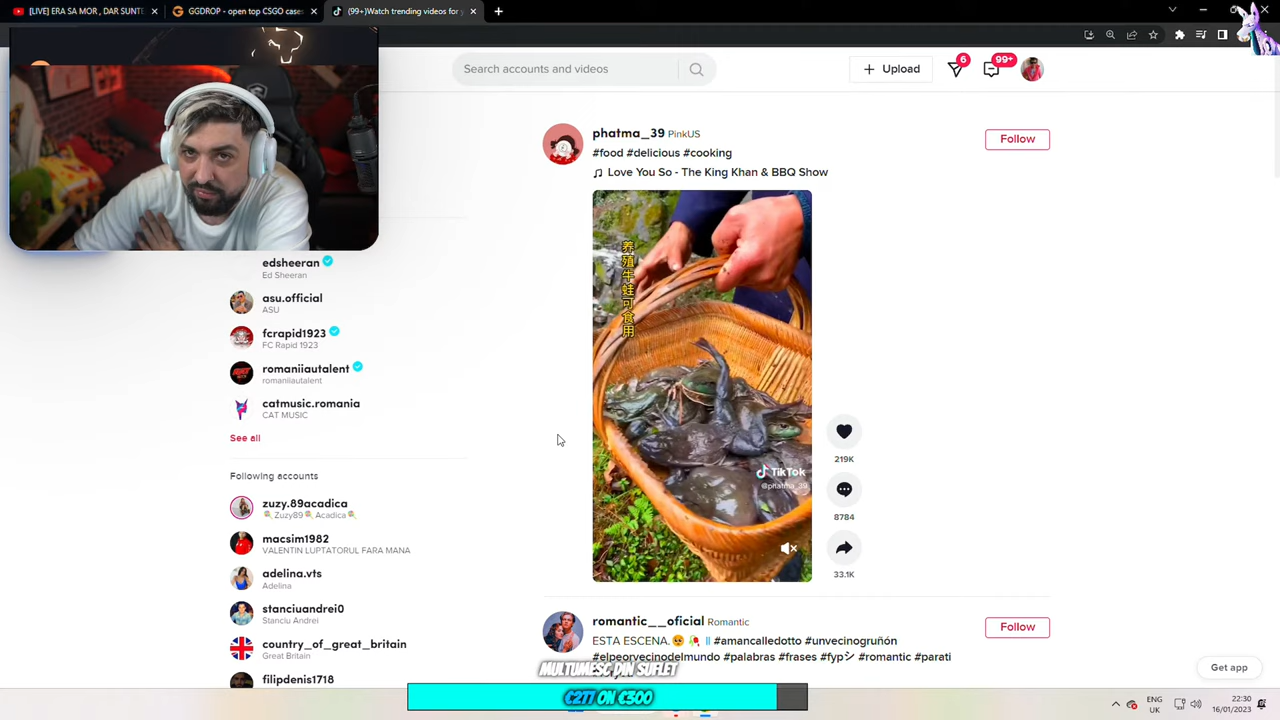 [LIVE] ERA SA MOR, DAR SUNTE
GGDROP - open top CSGO cases
(99+)Watch trending videos for y
Search accounts and videos
Upload
6
99+
phatma_39 PinkUS
Follow
#food #delicious #cooking
Love You So - The King Khan & BBQ Show
养殖牛蛙可食用
TikTok
@phatma_39
219K
8784
33.1K
edsheeran
Ed Sheeran
asu.official
ASU
fcrapid1923
FC Rapid 1923
romaniiautalent
romaniiautalent
catmusic.romania
CAT MUSIC
See all
Following accounts
zuzy.89acadica
Zuzy89 Acadica
macsim1982
VALENTIN LUPTATORUL FARA MANA
adelina.vts
Adelina
stanciuandrei0
Stanciu Andrei
country_of_great_britain
Great Britain
filipdenis1718
romantic__oficial Romantic
Follow
ESTA ESCENA. || #amancalledotto #unvecinogruñón
#elpeorvecinodelmundo #palabras #frases #fypシ #romantic #parati
MULTUMESC DIN SUFLET
€277 ON €300
Get app
ENG
UK
22:30
16/01/2023